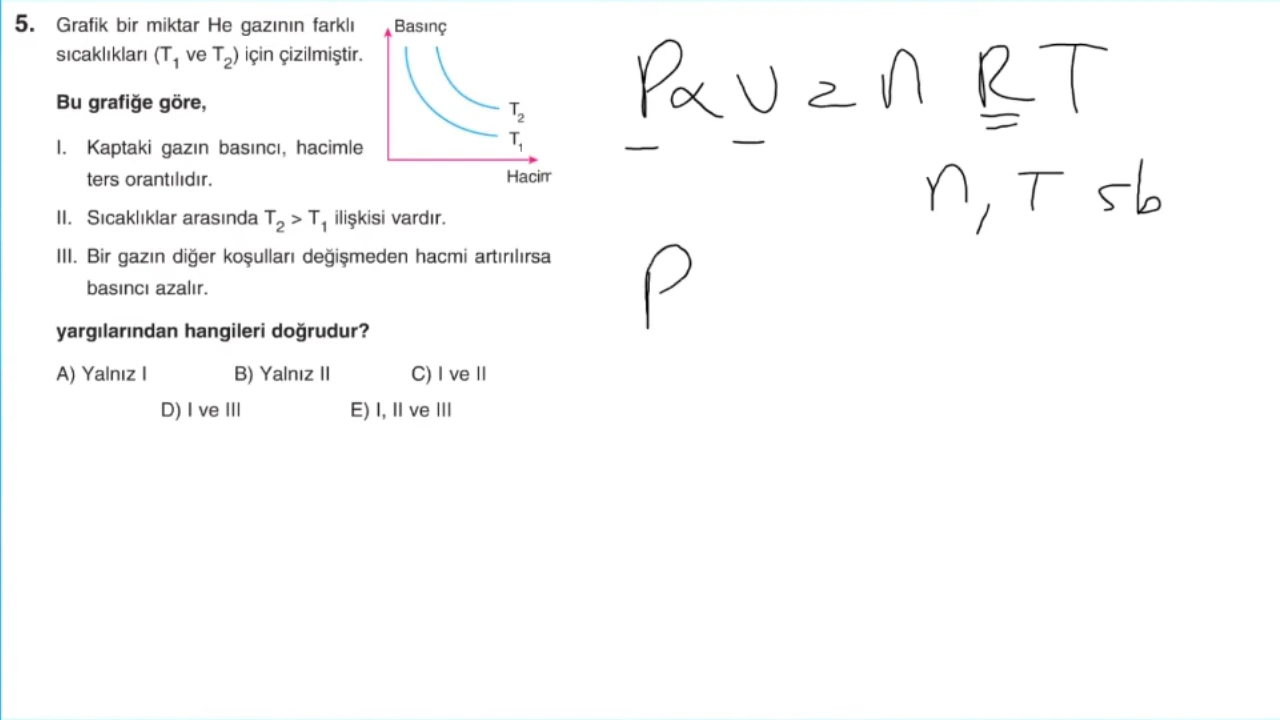 5. Grafik bir miktar He gazının farklı
sıcaklıkları (T₁ ve T₂) için çizilmiştir.
Bu grafiğe göre,
I. Kaptaki gazın basıncı, hacimle
ters orantılıdır.
II. Sıcaklıklar arasında T₂ > T₁ ilişkisi vardır.
III. Bir gazın diğer koşulları değişmeden hacmi artırılırsa
basıncı azalır.
yargılarından hangileri doğrudur?
A) Yalnız I B) Yalnız II C) I ve II
D) I ve III E) I, II ve III
Basınç
T₂
T₁
Hacim
P α V = n R T
n, T sb
P